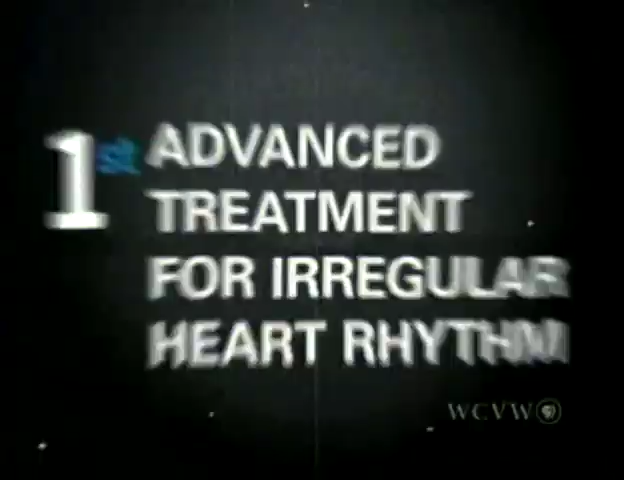 1st ADVANCED
TREATMENT
FOR IRREGULAR
HEART RHYTHM
WCVW